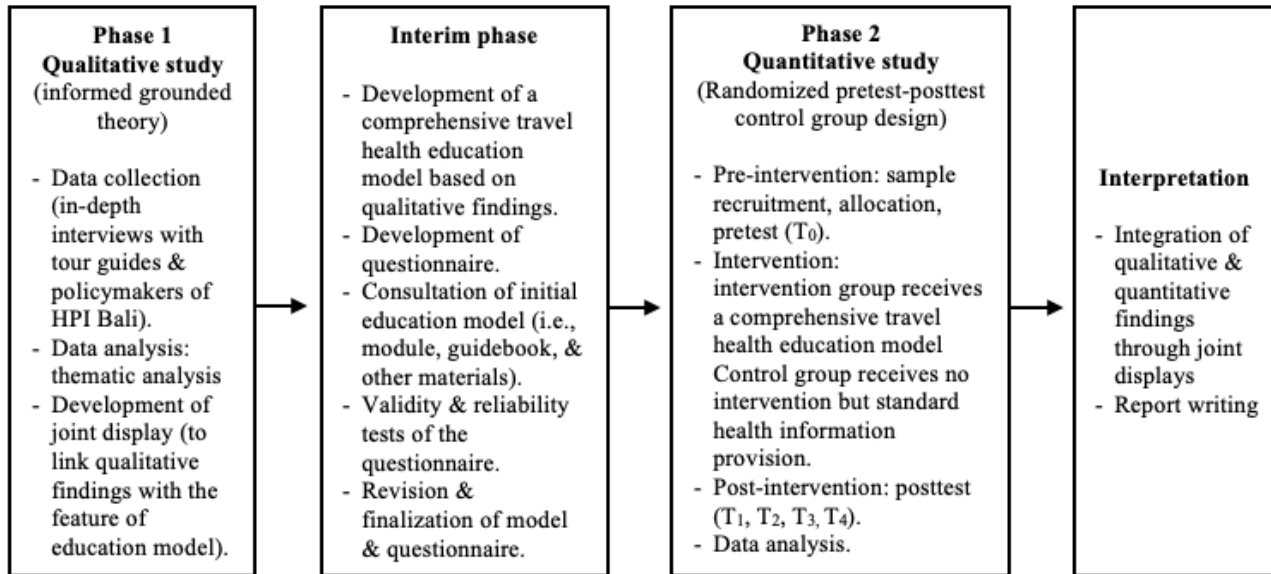 Phase 1
Qualitative study
(informed grounded
theory)
- Data collection
(in-depth
interviews with
tour guides &
policymakers of
HPI Bali).
- Data analysis:
thematic analysis
- Development of
joint display (to
link qualitative
findings with the
feature of
education model).
Interim phase
- Development of a
comprehensive travel
health education
model based on
qualitative findings.
- Development of
questionnaire.
- Consultation of initial
education model (i.e.,
module, guidebook, &
other materials).
- Validity & reliability
tests of the
questionnaire.
- Revision &
finalization of model
& questionnaire.
Phase 2
Quantitative study
(Randomized pretest-posttest
control group design)
- Pre-intervention: sample
recruitment, allocation,
pretest (T₀).
- Intervention:
intervention group receives
a comprehensive travel
health education model
Control group receives no
intervention but standard
health information
provision.
- Post-intervention: posttest
(T₁, T₂, T₃, T₄).
- Data analysis.
Interpretation
- Integration of
qualitative &
quantitative
findings
through joint
displays
- Report writing